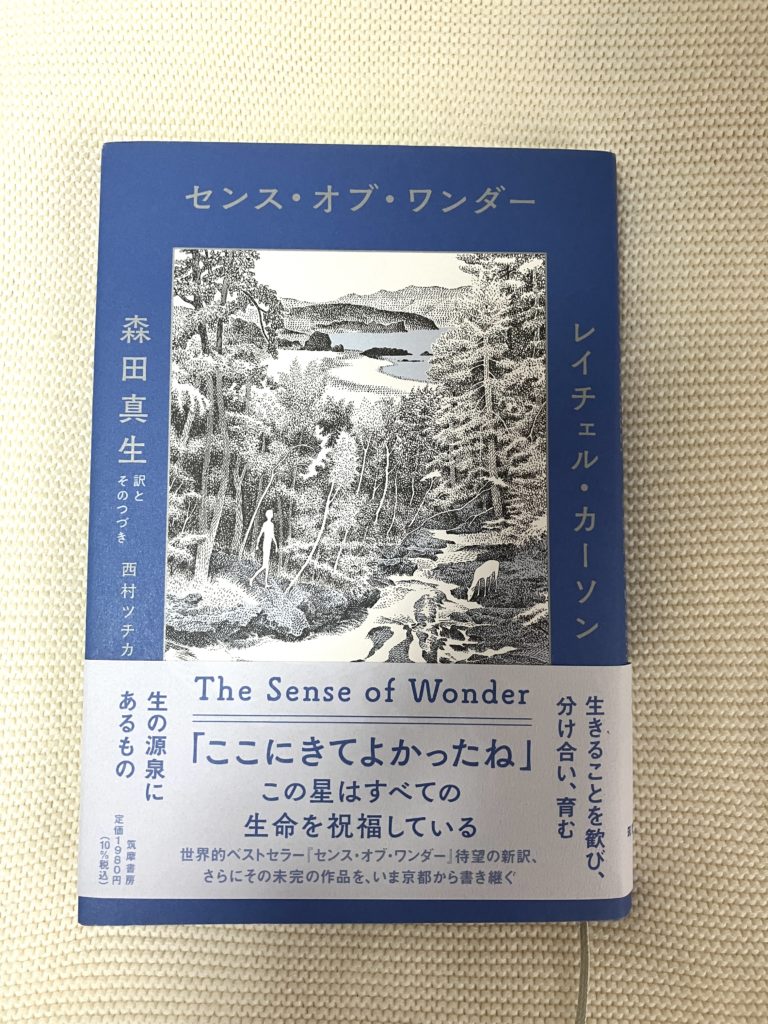 センス・オブ・ワンダー
レイチェル・カーソン
森田真生
訳と
そのつづき
西村ツチカ
The Sense of Wonder
生きることを歓び、
分け合い、育む
「ここにきてよかったね」
この星はすべての
生命を祝福している
世界的ベストセラー『センス・オブ・ワンダー』待望の新訳、
さらにその未完の作品を、いま京都から書き継ぐ
生の源泉に
あるもの
筑摩書房
定価1980円
(10%税込)